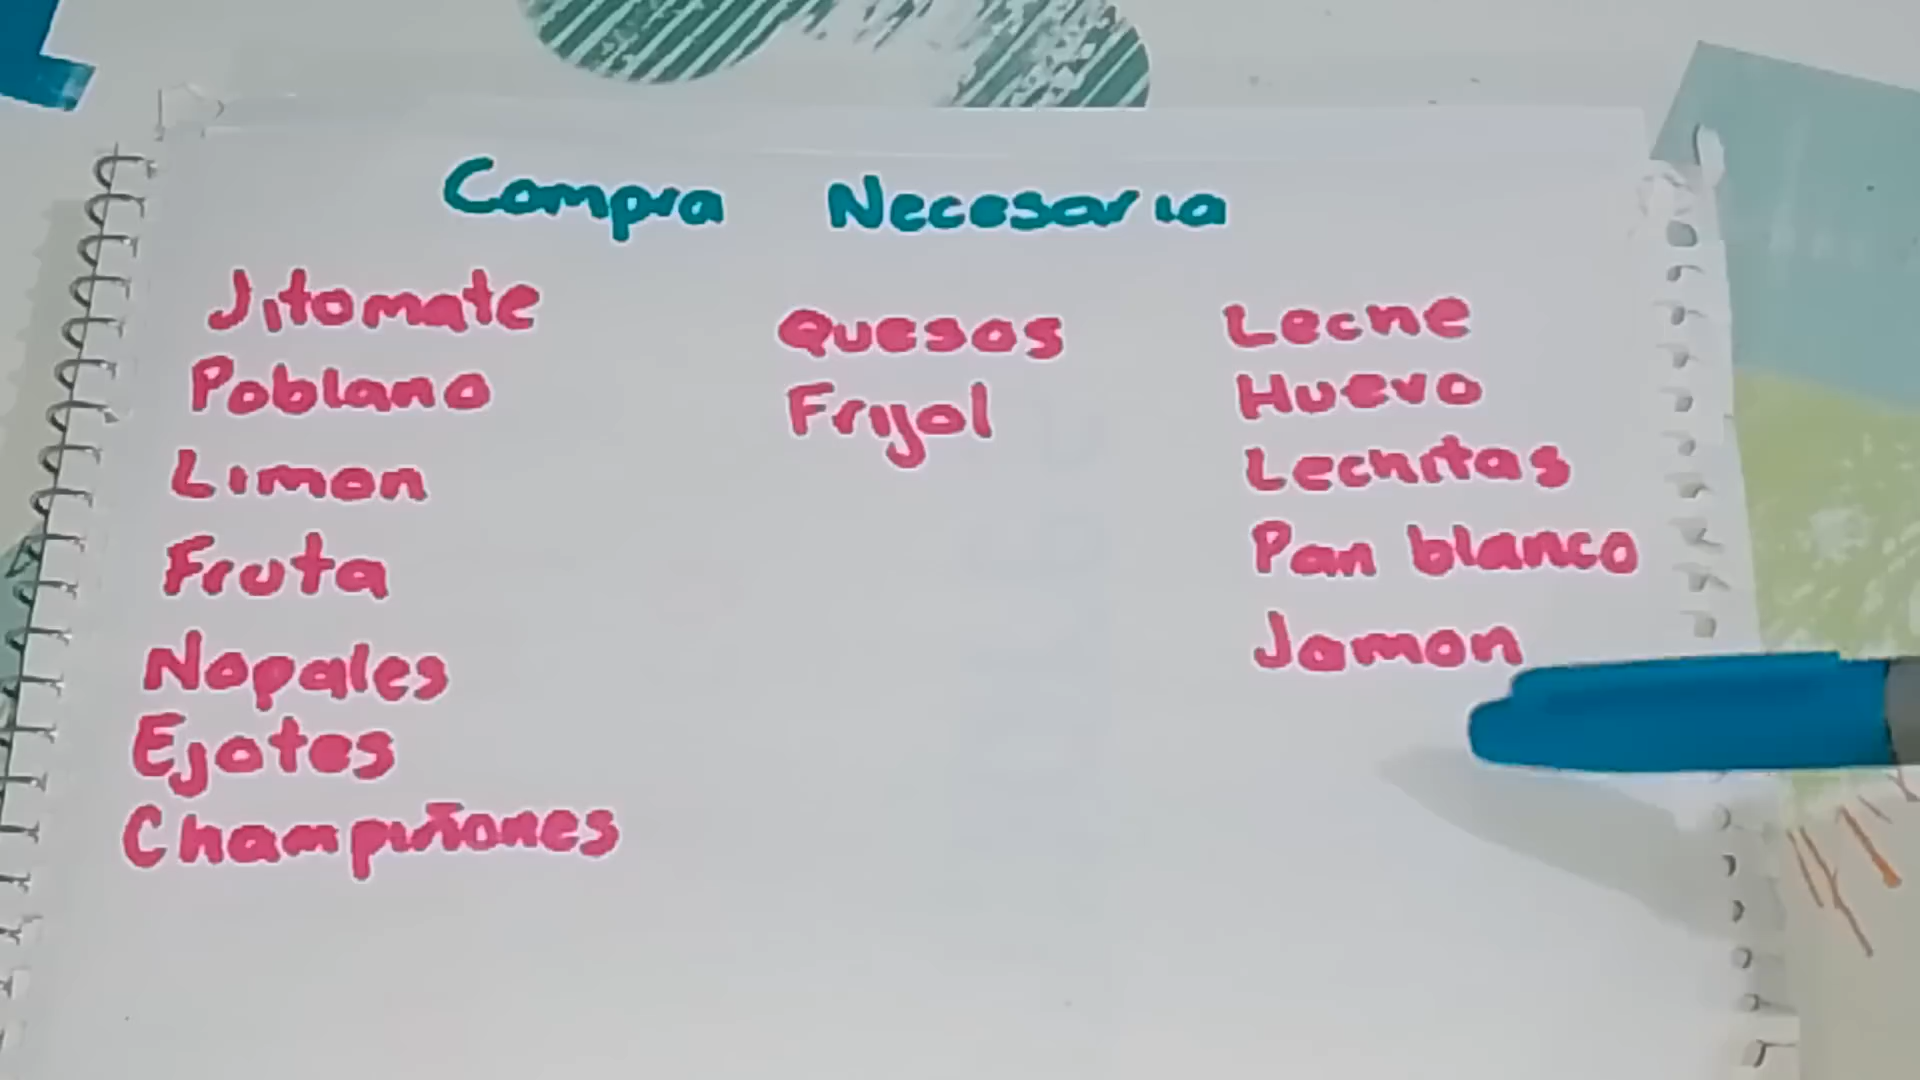 Compra Necesaria
Jitomate
Poblano
Limon
Fruta
Nopales
Ejotes
Champiñones
Quesos
Frijol
Leche
Huevo
Lechitas
Pan blanco
Jamon